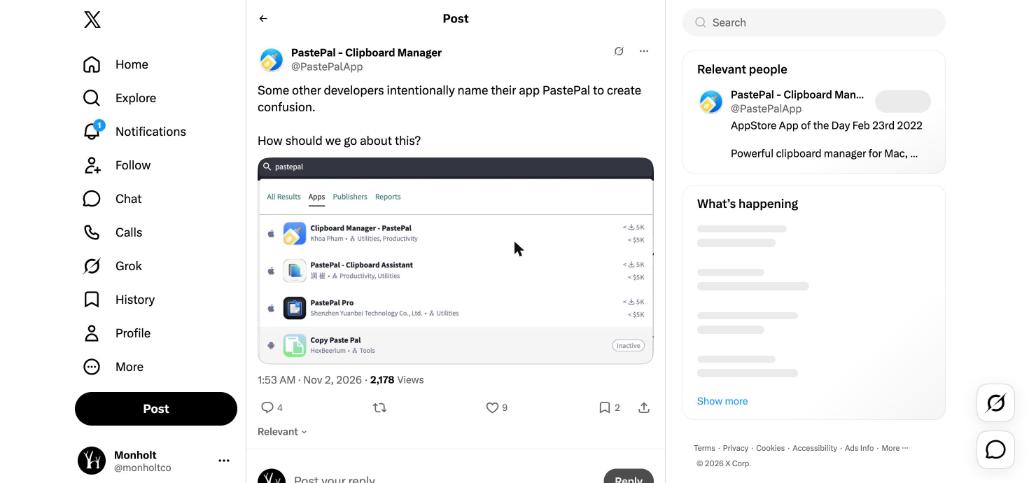 Home
Explore
1
Notifications
Follow
Chat
Calls
Grok
History
Profile
More
Post
Monholt
@monholtco
Post
PastePal - Clipboard Manager
@PastePalApp
Some other developers intentionally name their app PastePal to create
confusion.
How should we go about this?
pastepal
All Results Apps Publishers Reports
Clipboard Manager - PastePal
Khoa Pham • Utilities, Productivity
< 5K
< $5K
PastePal - Clipboard Assistant
Productivity, Utilities
< 5K
< $5K
PastePal Pro
Shenzhen Yuanbei Technology Co., Ltd. • Utilities
< 5K
< $5K
Copy Paste Pal
HexBeerium • Tools
Inactive
1:53 AM · Nov 2, 2026 · 2,178 Views
4
9
2
Relevant
Post your reply
Reply
Search
Relevant people
PastePal - Clipboard Man...
@PastePalApp
AppStore App of the Day Feb 23rd 2022
Powerful clipboard manager for Mac, ...
What's happening
Show more
Terms · Privacy · Cookies · Accessibility · Ads Info · More ···
© 2026 X Corp.